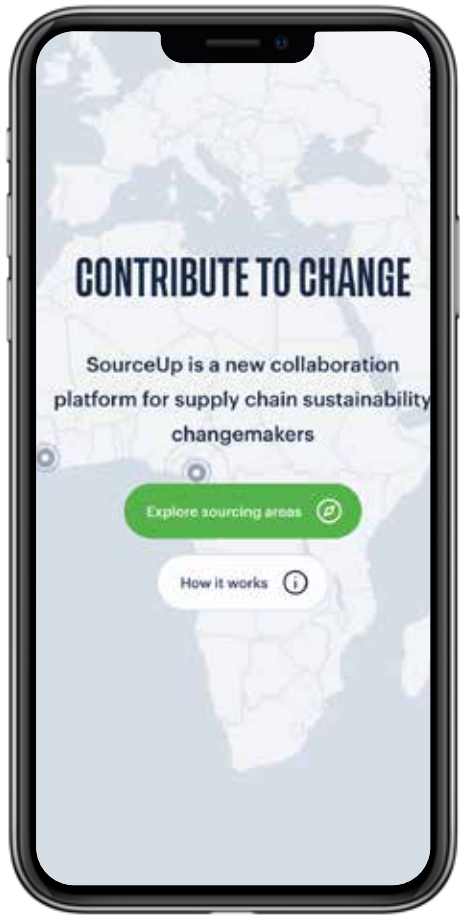 CONTRIBUTE TO CHANGE
SourceUp is a new collaboration
platform for supply chain sustainability
changemakers
Explore sourcing areas
How it works